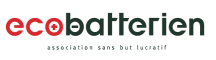 ecobatterien
association sans but lucratif